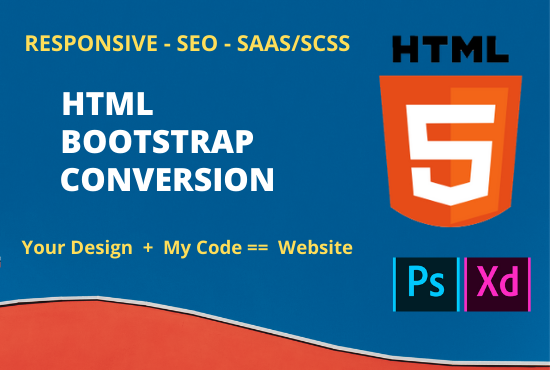 RESPONSIVE - SEO - SAAS/SCSS
HTML
BOOTSTRAP
CONVERSION
Your Design + My Code == Website
HTML
5
Ps Xd